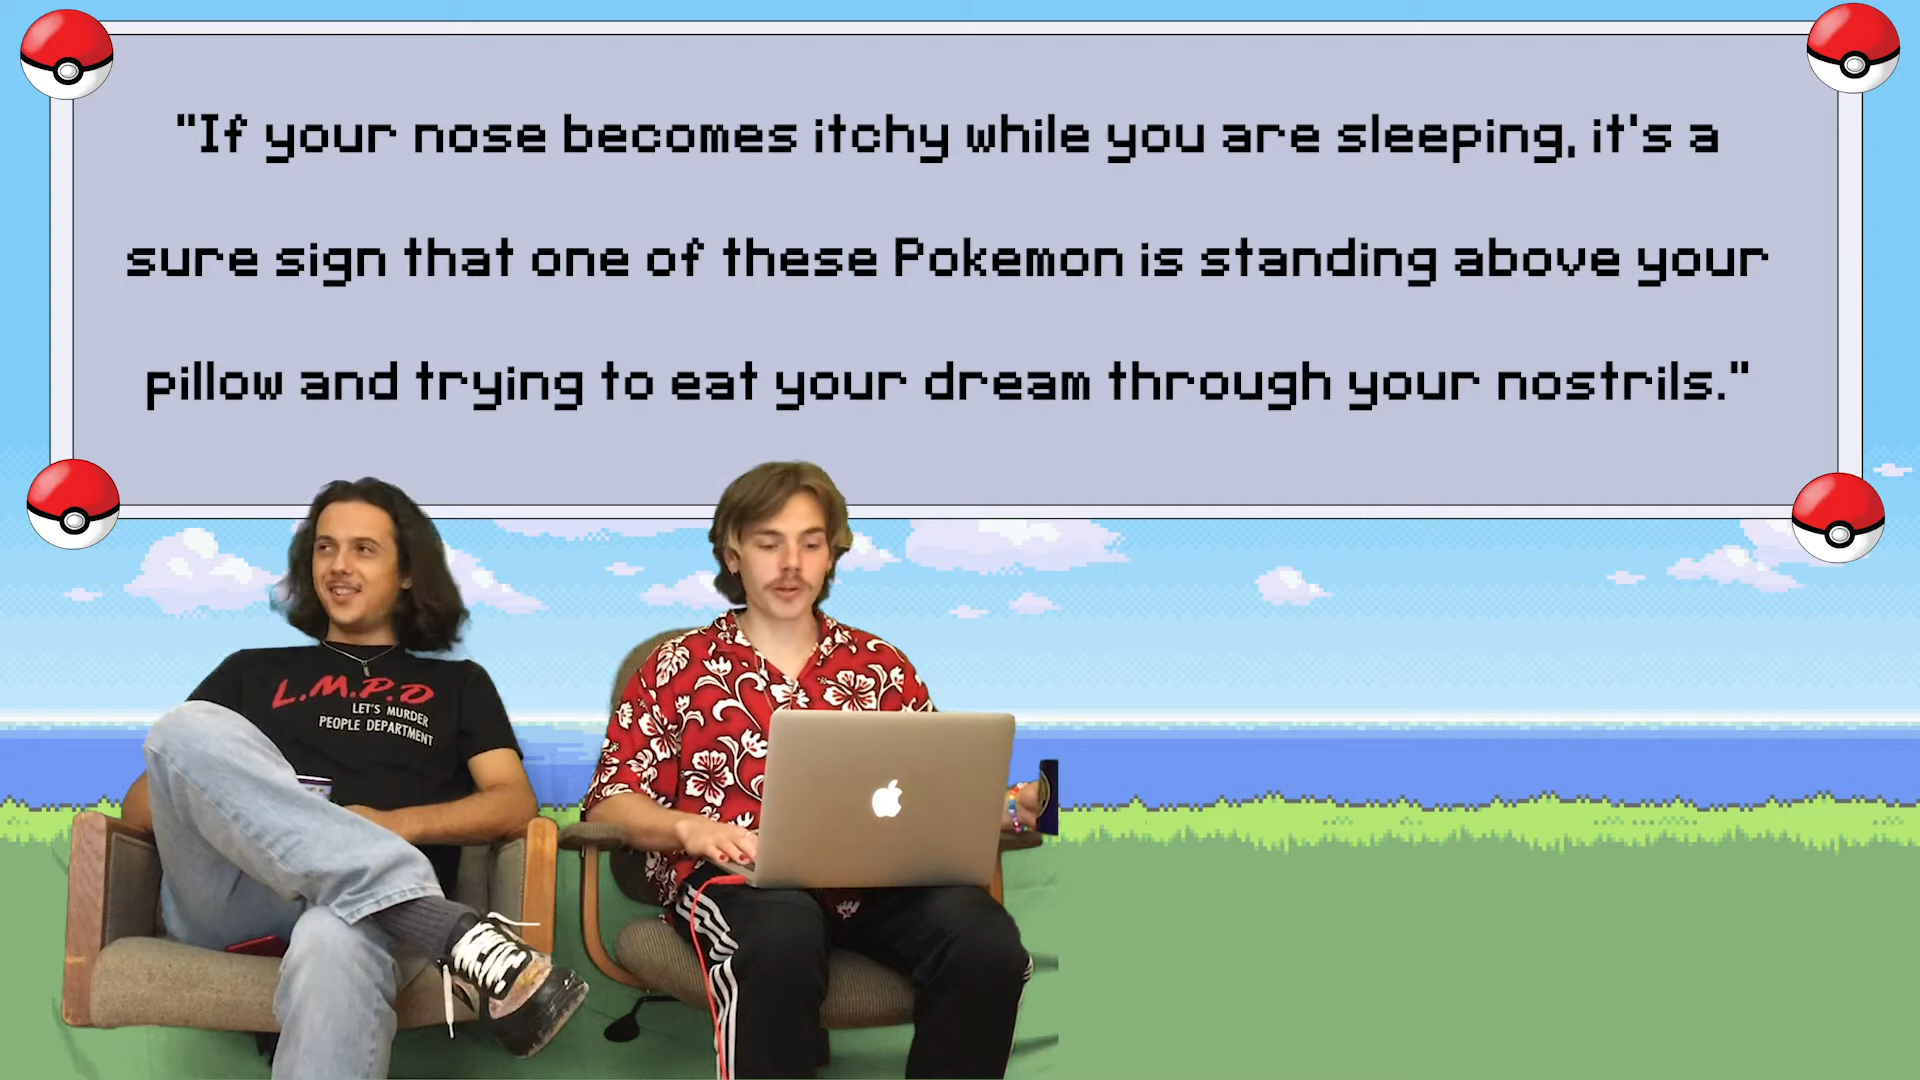 "If your nose becomes itchy while you are sleeping, it's a
sure sign that one of these Pokemon is standing above your
pillow and trying to eat your dream through your nostrils."
L.M.P.D
LET'S MURDER
PEOPLE DEPARTMENT